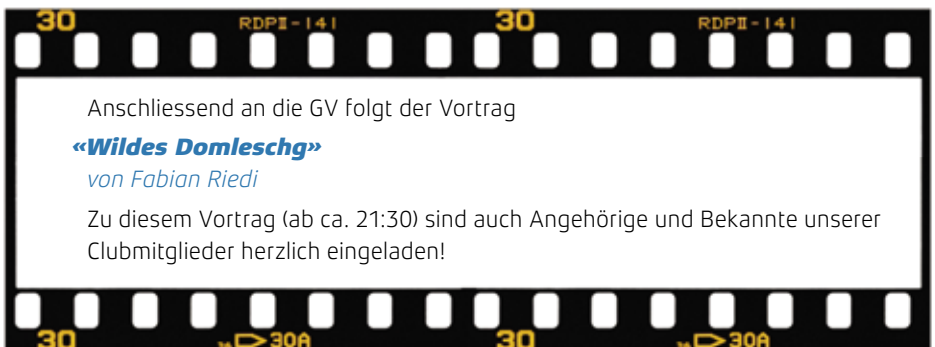 30 RDPII-141 30 RDPII-141
Anschliessend an die GV folgt der Vortrag
«Wildes Domleschg»
von Fabian Riedi
Zu diesem Vortrag (ab ca. 21:30) sind auch Angehörige und Bekannte unserer
Clubmitglieder herzlich eingeladen!
30 30A 30 30A